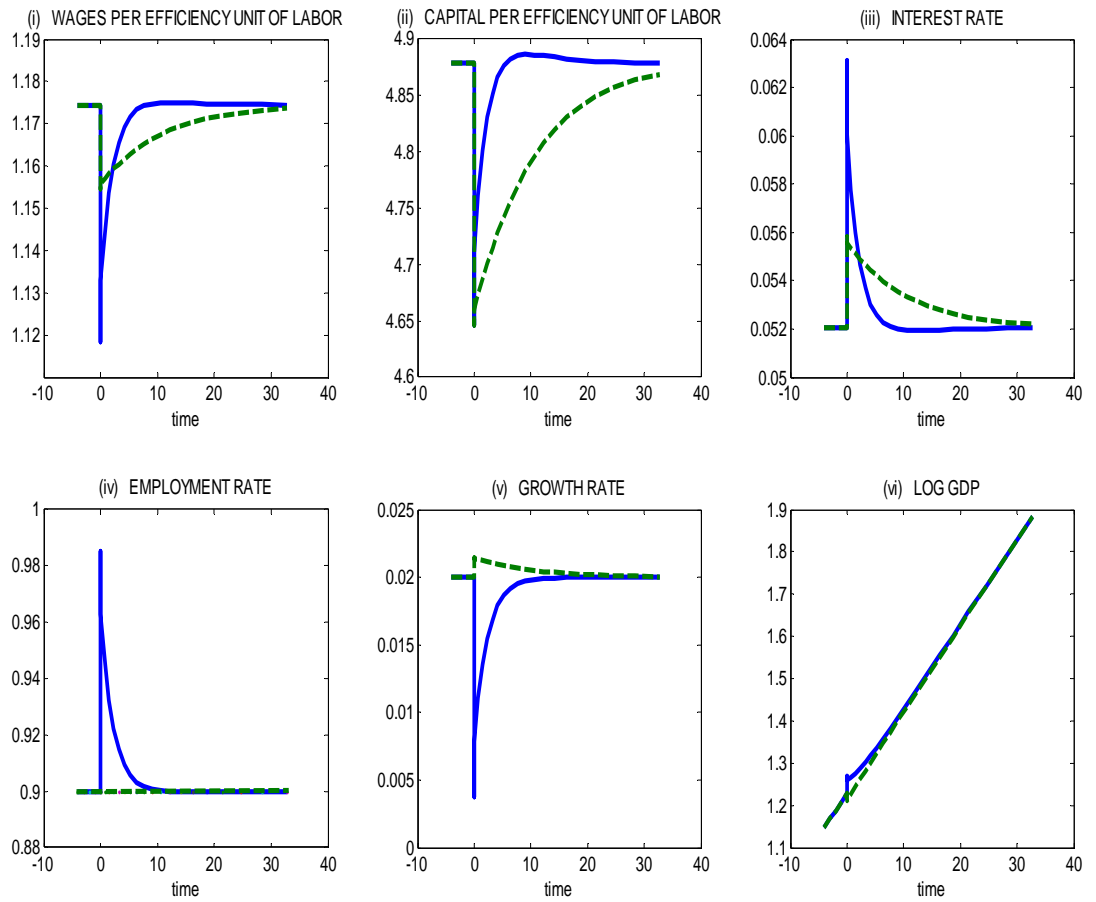 (i) WAGES PER EFFICIENCY UNIT OF LABOR
1.19
1.18
1.17
1.16
1.15
1.14
1.13
1.12
-10 0 10 20 30 40
time
(ii) CAPITAL PER EFFICIENCY UNIT OF LABOR
4.9
4.85
4.8
4.75
4.7
4.65
4.6
-10 0 10 20 30 40
time
(iii) INTEREST RATE
0.064
0.062
0.06
0.058
0.056
0.054
0.052
0.05
-10 0 10 20 30 40
time
(iv) EMPLOYMENT RATE
1
0.98
0.96
0.94
0.92
0.9
0.88
-10 0 10 20 30 40
time
(v) GROWTH RATE
0.025
0.020
0.015
0.01
0.005
0
-10 0 10 20 30 40
time
(vi) LOG GDP
1.9
1.8
1.7
1.6
1.5
1.4
1.3
1.2
1.1
-10 0 10 20 30 40
time